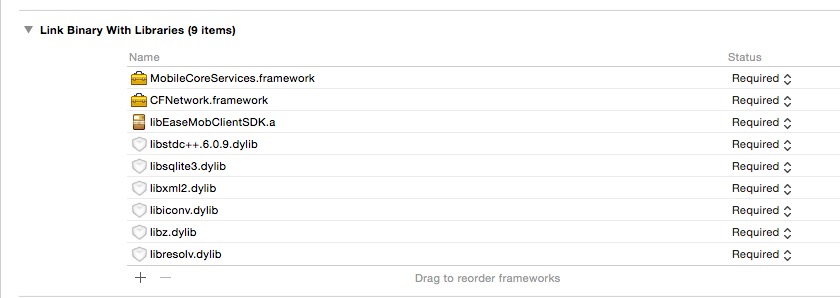 Link Binary With Libraries (9 items)
Name Status
MobileCoreServices.framework Required
CFNetwork.framework Required
libEaseMobClientSDK.a Required
libstdc++.6.0.9.dylib Required
libsqlite3.dylib Required
libxml2.dylib Required
libiconv.dylib Required
libz.dylib Required
libresolv.dylib Required
Drag to reorder frameworks